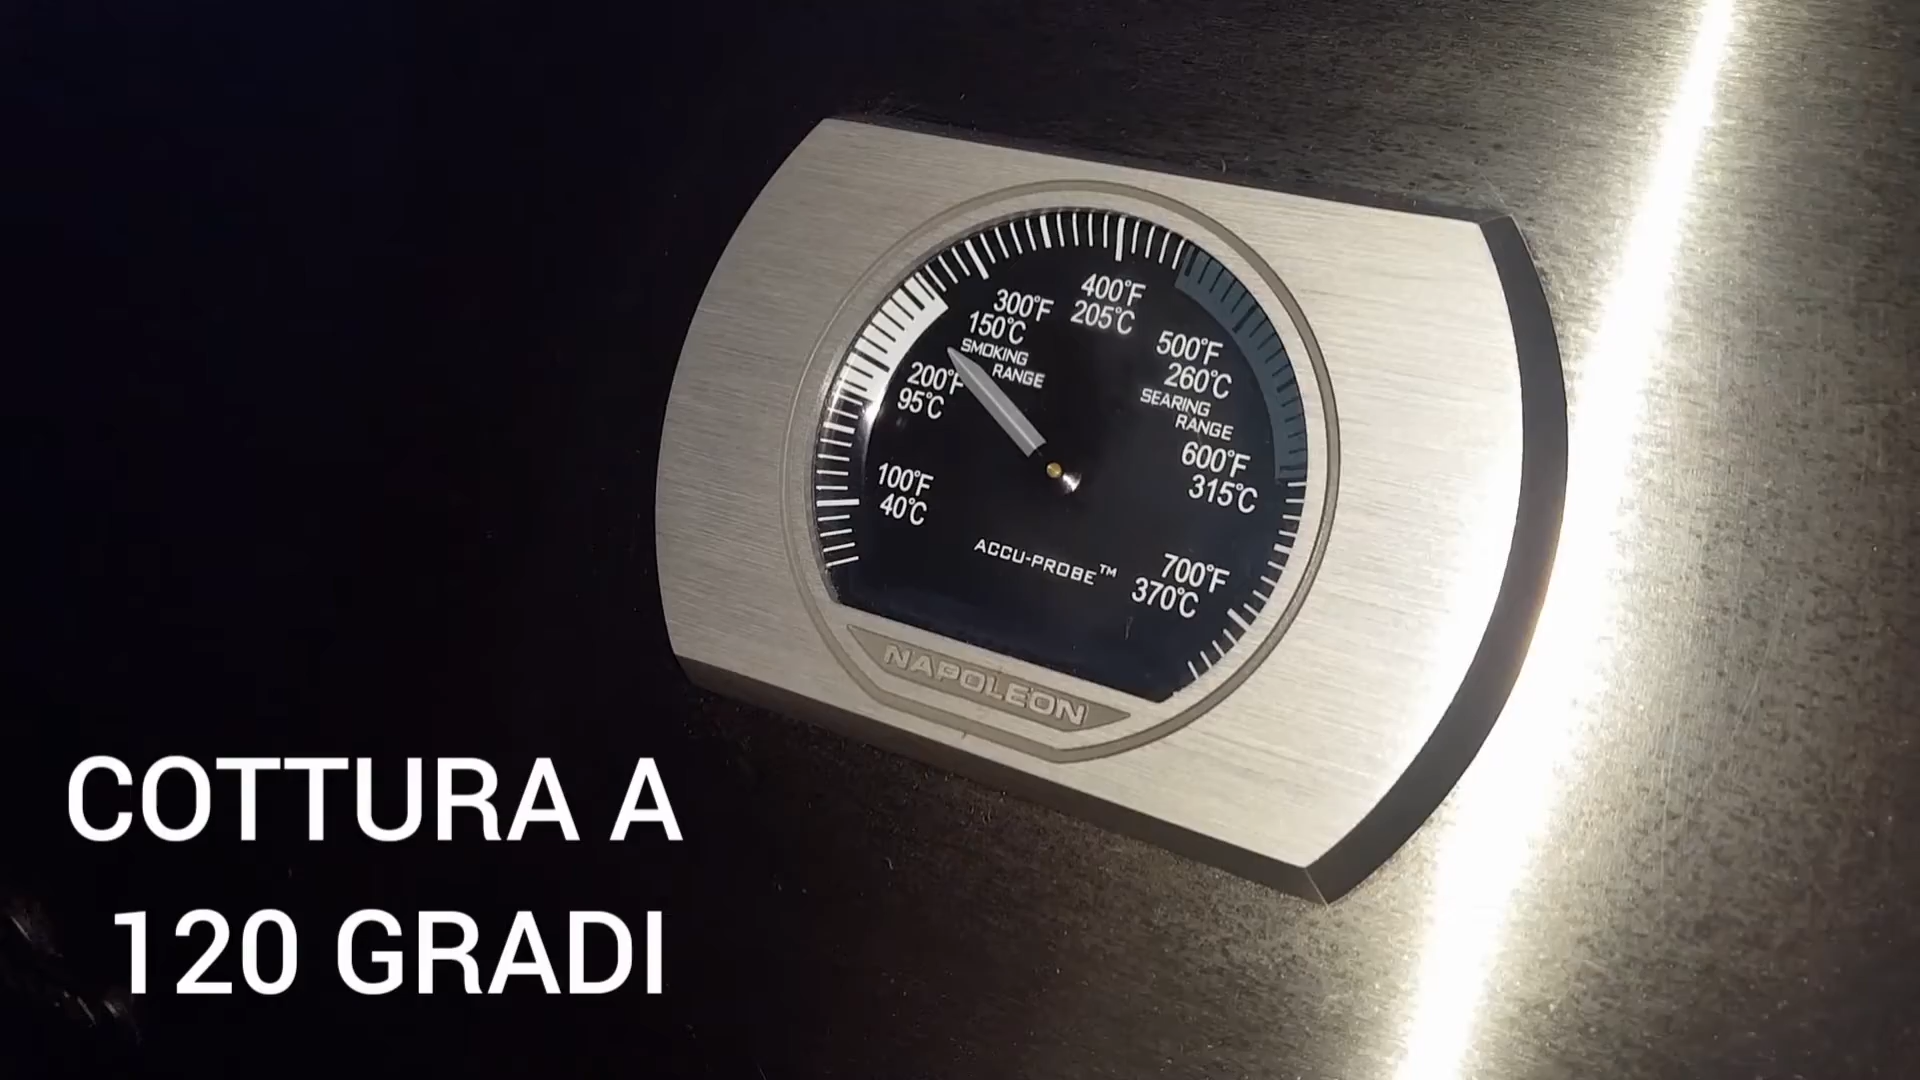 400°F
205°C
300°F
150°C
SMOKING
RANGE
500°F
260°C
SEARING
RANGE
200°F
95°C
600°F
315°C
100°F
40°C
ACCU-PROBE™
700°F
370°C
NAPOLEON
COTTURA A
120 GRADI